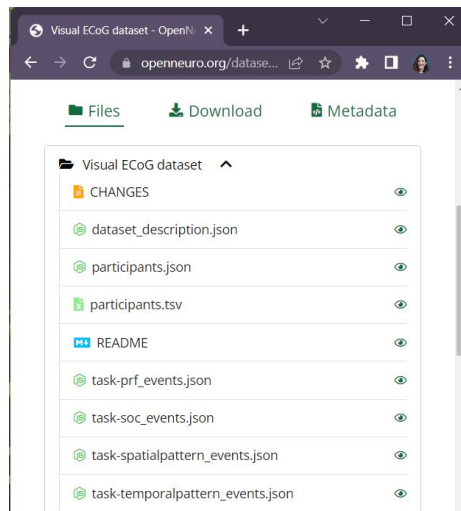 Visual ECoG dataset - OpenN
openneuro.org/datase...
Files Download Metadata
Visual ECoG dataset
CHANGES
dataset_description.json
participants.json
participants.tsv
README
task-prf_events.json
task-soc_events.json
task-spatialpattern_events.json
task-temporalpattern_events.json